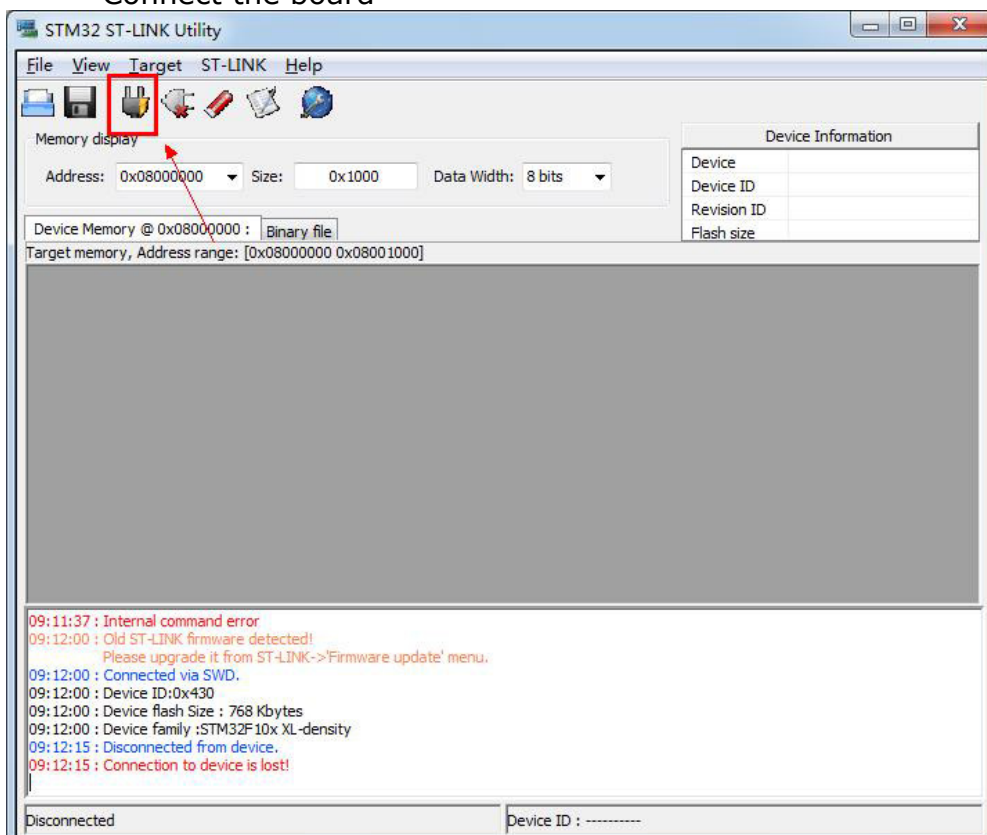 Connect the board
STM32 ST-LINK Utility
File View Target ST-LINK Help
Memory display
Address: 0x08000000 Size: 0x1000 Data Width: 8 bits
Device Information
Device
Device ID
Revision ID
Flash size
Device Memory @ 0x08000000 : Binary file
Target memory, Address range: [0x08000000 0x08001000]
09:11:37 : Internal command error
09:12:00 : Old ST-LINK firmware detected!
Please upgrade it from ST-LINK->'Firmware update' menu.
09:12:00 : Connected via SWD.
09:12:00 : Device ID:0x430
09:12:00 : Device flash Size : 768 Kbytes
09:12:00 : Device family :STM32F10x XL-density
09:12:15 : Disconnected from device.
09:12:15 : Connection to device is lost!
Disconnected Device ID : ----------